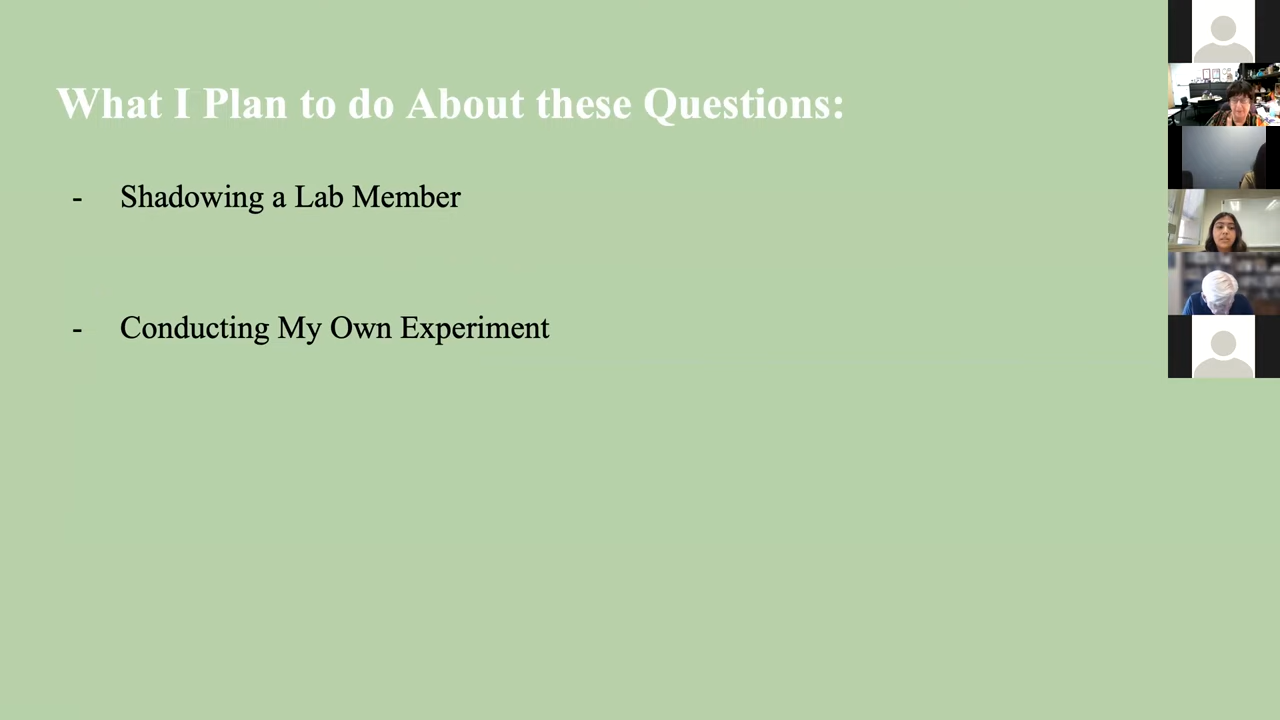 What I Plan to do About these Questions:
- Shadowing a Lab Member
- Conducting My Own Experiment